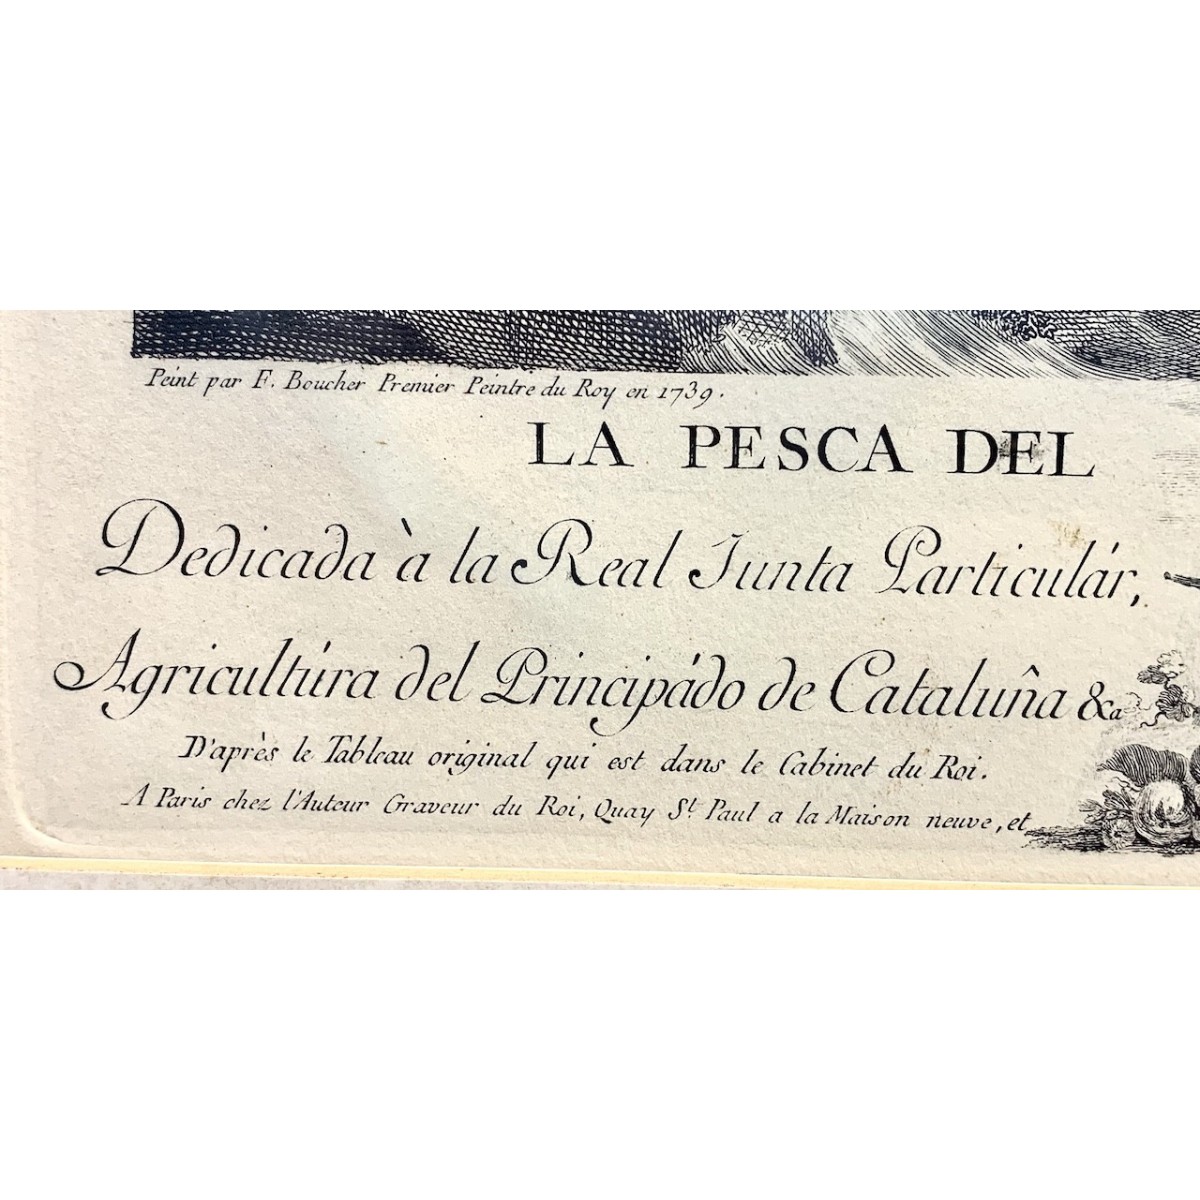 Peint par F. Boucher Premier Peintre du Roy en 1739.
LA PESCA DEL
Dedicada à la Real Junta Particulár,
Agricultúra del Principádo de Cataluña &a
D'après le Tableau original qui est dans le Cabinet du Roi.
A Paris chez l'Auteur Graveur du Roi, Quay St. Paul a la Maison neuve, et